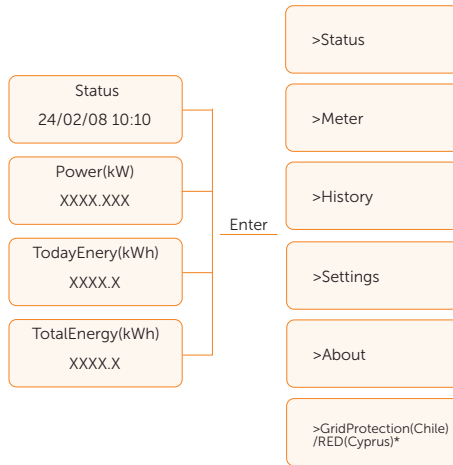 Status
24/02/08 10:10
Power(kW)
XXXX.XXX
TodayEnery(kWh)
XXXX.X
TotalEnergy(kWh)
XXXX.X
Enter
>Status
>Meter
>History
>Settings
>About
>GridProtection(Chile)
/RED(Cyprus)*